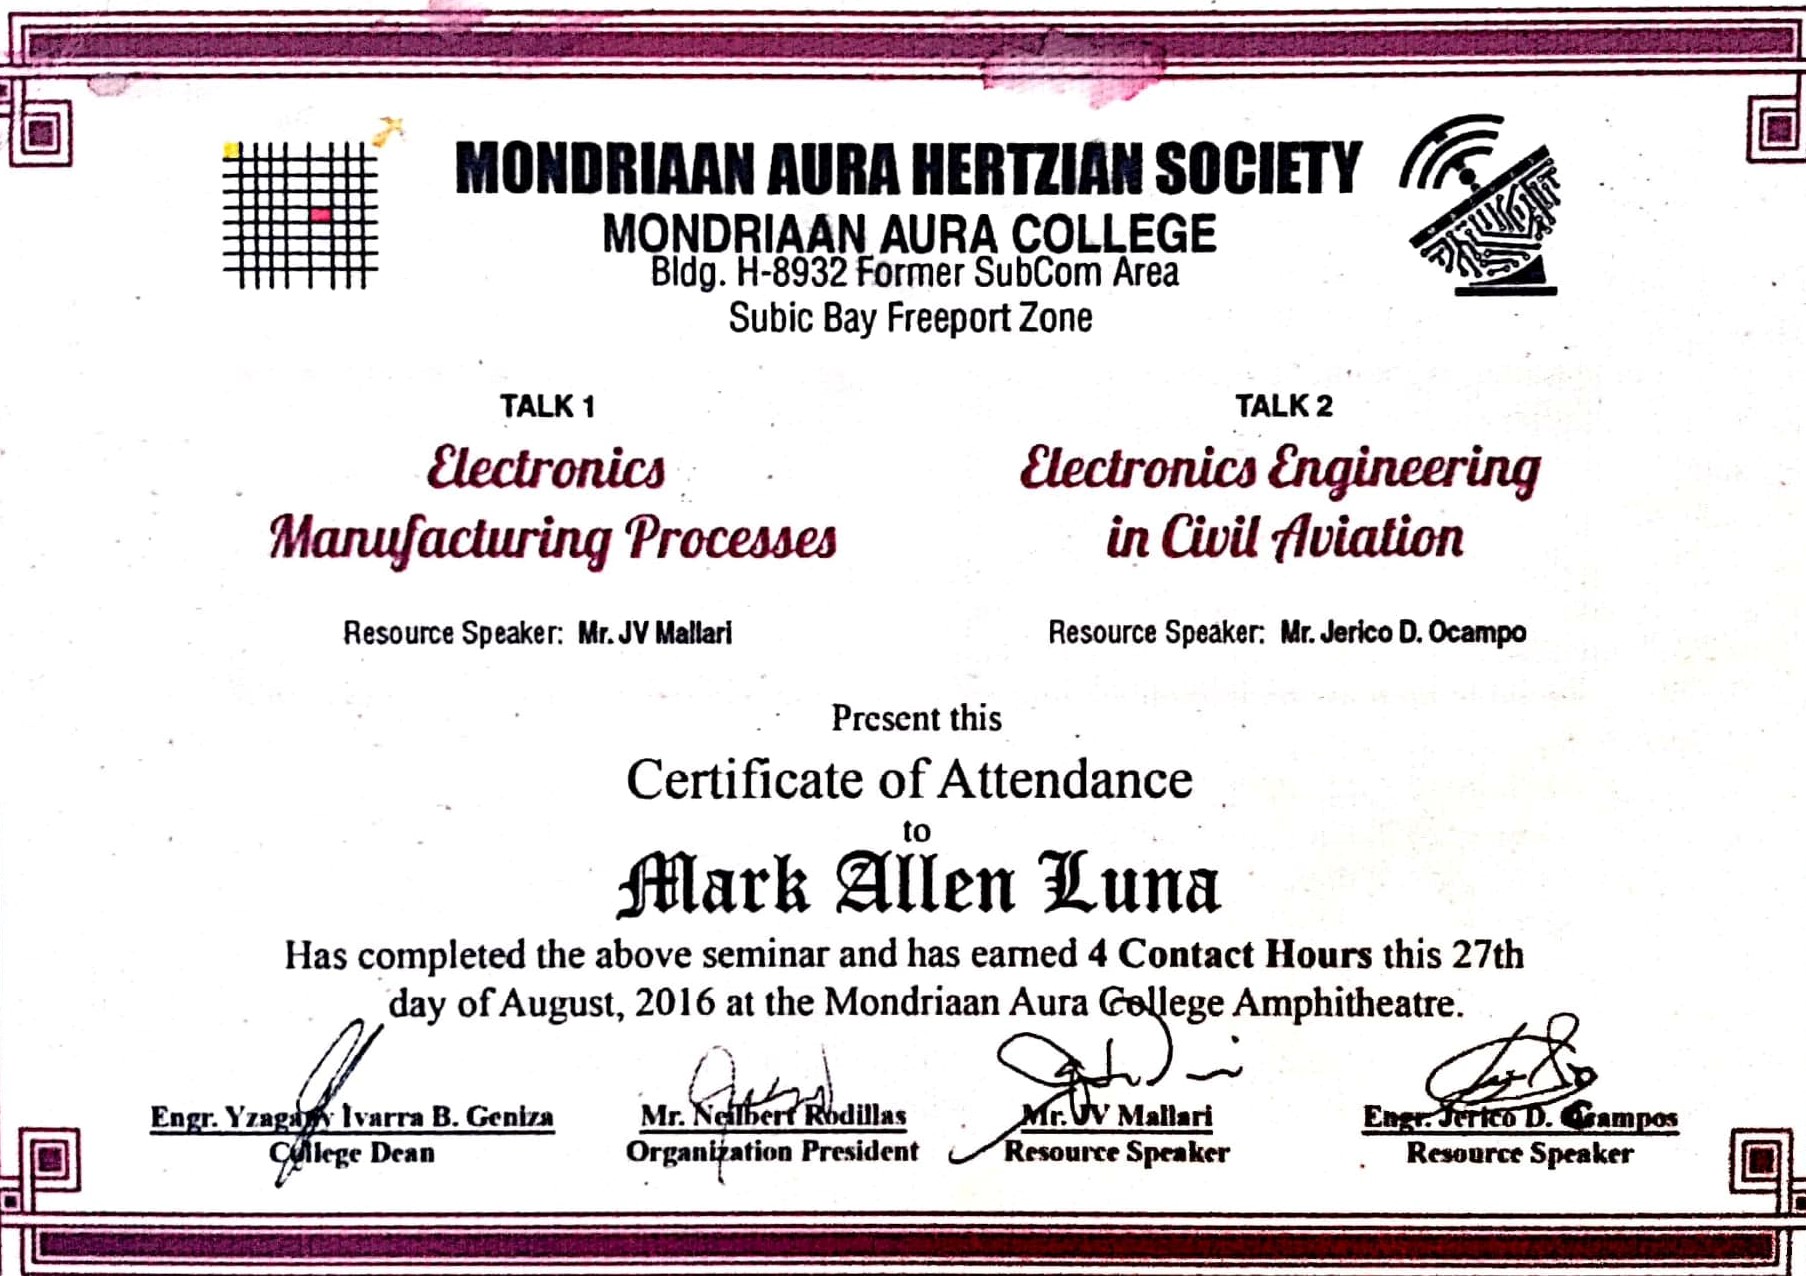 MONDRIAAN AURA HERTZIAN SOCIETY
MONDRIAAN AURA COLLEGE
Bldg. H-8932 Former SubCom Area
Subic Bay Freeport Zone
TALK 1
Electronics
Manufacturing Processes
Resource Speaker: Mr. JV Mallari
TALK 2
Electronics Engineering
in Civil Aviation
Resource Speaker: Mr. Jerico D. Ocampo
Present this
Certificate of Attendance
to
Mark Allen Luna
Has completed the above seminar and has earned 4 Contact Hours this 27th
day of August, 2016 at the Mondriaan Aura College Amphitheatre.
Engr. Ivarra B. Geniza
College Dean
Mr. Neilbert Rodillas
Organization President
Mr. JV Mallari
Resource Speaker
Engr. Jerico D. Ocampos
Resource Speaker